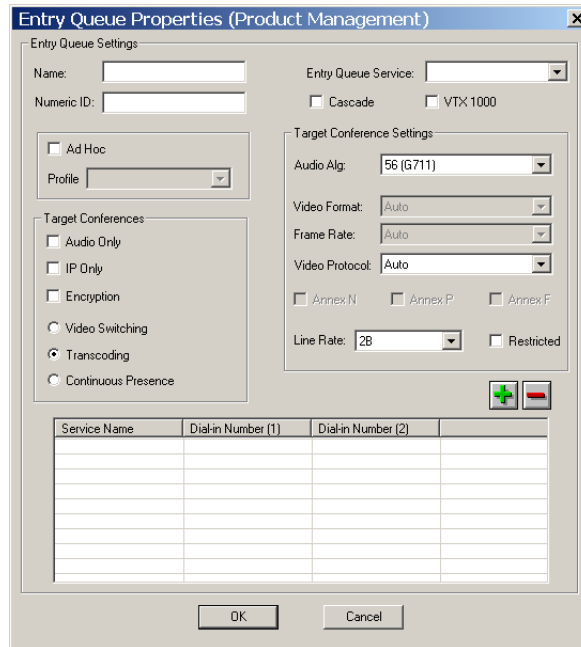 Entry Queue Properties (Product Management)
Entry Queue Settings
Name:
Entry Queue Service:
Numeric ID:
Cascade
VTX 1000
Ad Hoc
Profile
Target Conference Settings
Audio Alg: 56 (G711)
Video Format: Auto
Frame Rate: Auto
Video Protocol: Auto
Annex N
Annex P
Annex F
Line Rate: 2B
Restricted
Target Conferences
Audio Only
IP Only
Encryption
Video Switching
Transcoding
Continuous Presence
Service Name
Dial-in Number (1)
Dial-in Number (2)
OK
Cancel